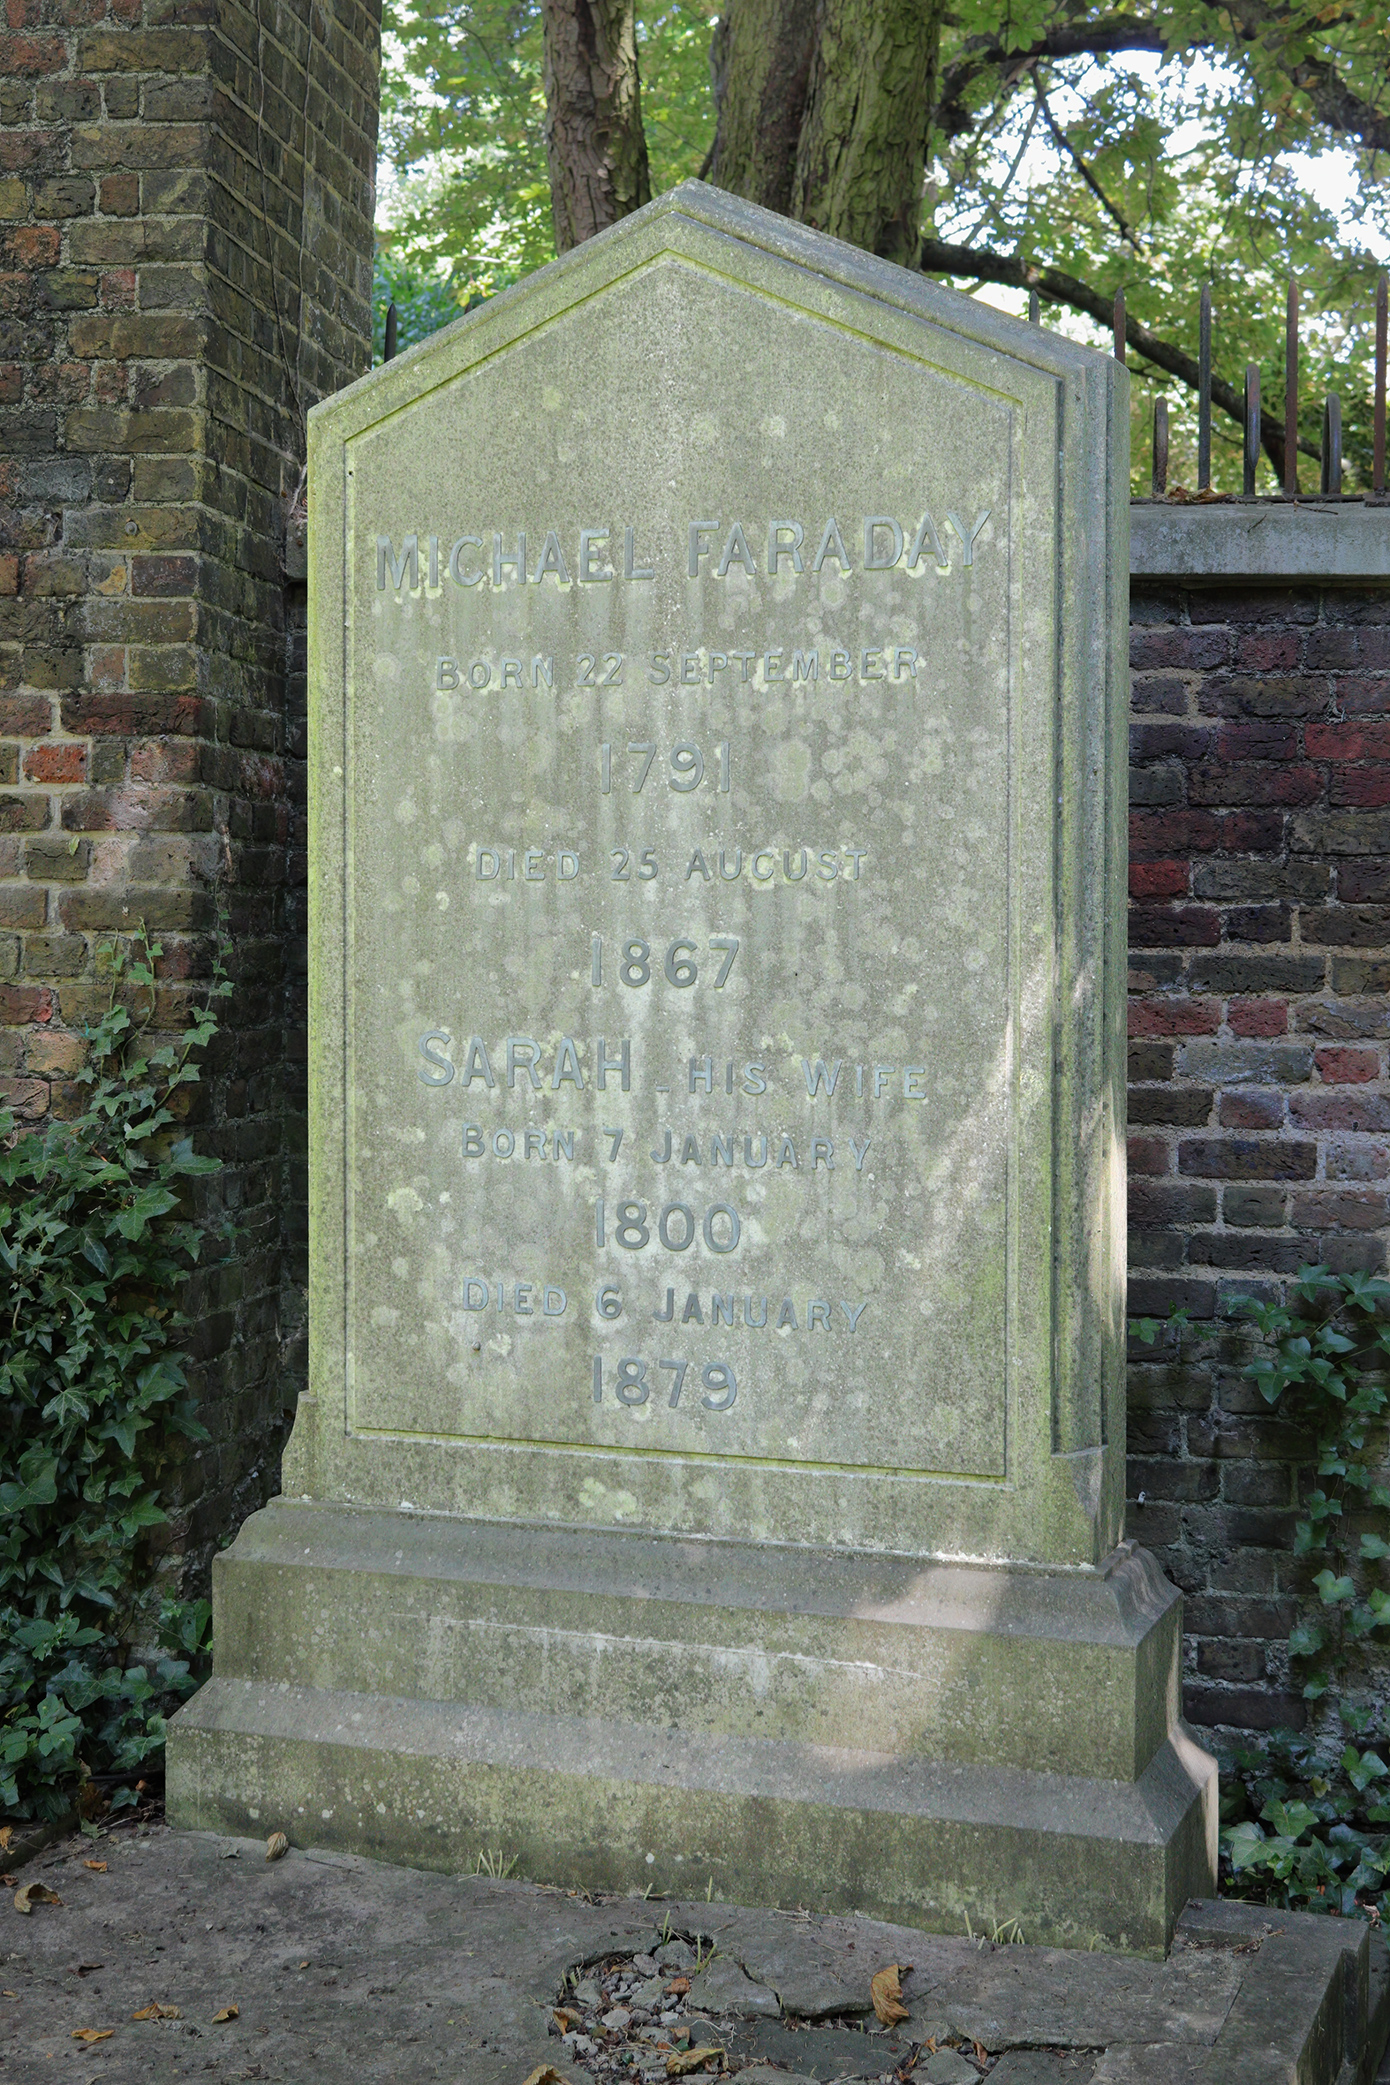 MICHAEL FARADAY
BORN 22 SEPTEMBER
1791
DIED 25 AUGUST
1867
SARAH - HIS WIFE
BORN 7 JANUARY
1800
DIED 6 JANUARY
1879